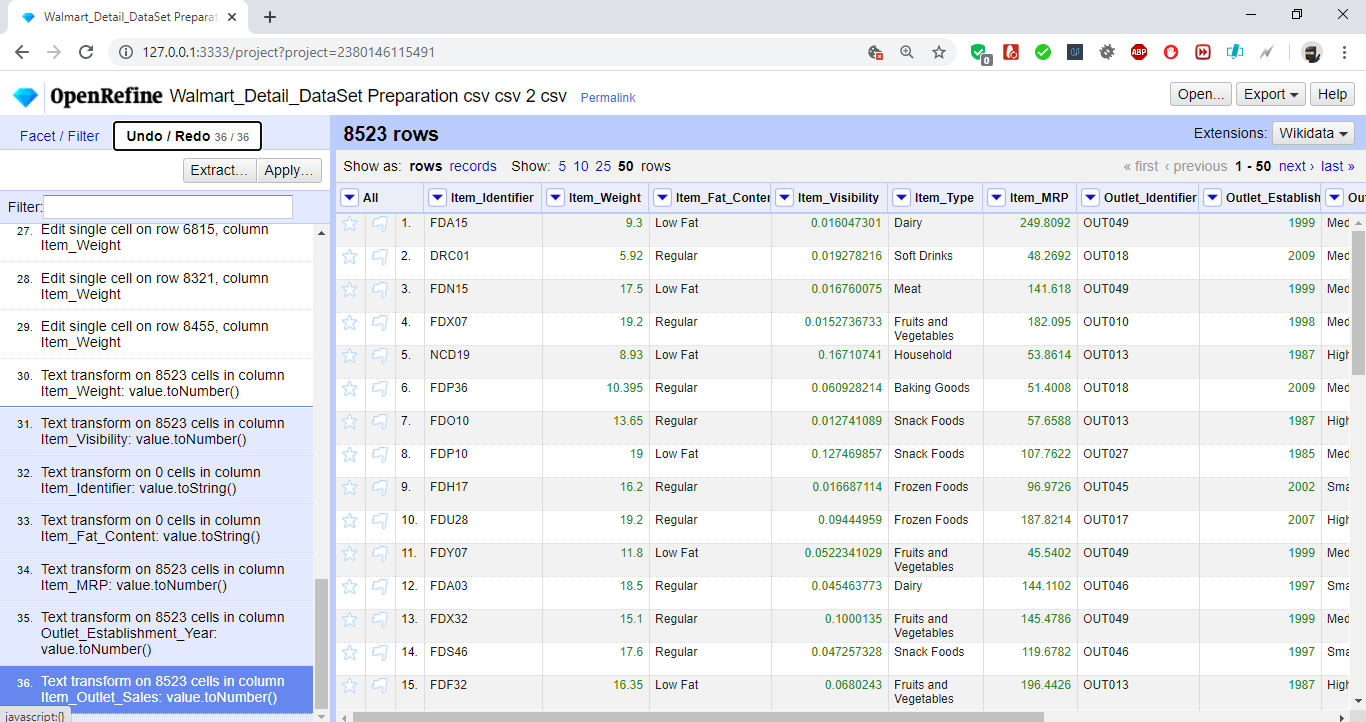 Walmart_Detail_DataSet Preparat
127.0.0.1:3333/project?project=2380146115491
0
ABP
OpenRefine Walmart_Detail_DataSet Preparation csv csv 2 csv Permalink
Open... Export Help
Facet / Filter Undo / Redo 36 / 36
8523 rows
Extensions: Wikidata
Extract... Apply...
Show as: rows records Show: 5 10 25 50 rows
« first ‹ previous 1 - 50 next › last »
Filter:
27. Edit single cell on row 6815, column
Item_Weight
28. Edit single cell on row 8321, column
Item_Weight
29. Edit single cell on row 8455, column
Item_Weight
30. Text transform on 8523 cells in column
Item_Weight: value.toNumber()
31. Text transform on 8523 cells in column
Item_Visibility: value.toNumber()
32. Text transform on 0 cells in column
Item_Identifier: value.toString()
33. Text transform on 0 cells in column
Item_Fat_Content: value.toString()
34. Text transform on 8523 cells in column
Item_MRP: value.toNumber()
35. Text transform on 8523 cells in column
Outlet_Establishment_Year:
value.toNumber()
36. Text transform on 8523 cells in column
Item_Outlet_Sales: value.toNumber()
javascript:{}
All Item_Identifier Item_Weight Item_Fat_Conter Item_Visibility Item_Type Item_MRP Outlet_Identifier Outlet_Establish Ou
1. FDA15 9.3 Low Fat 0.016047301 Dairy 249.8092 OUT049 1999 Med
2. DRC01 5.92 Regular 0.019278216 Soft Drinks 48.2692 OUT018 2009 Med
3. FDN15 17.5 Low Fat 0.016760075 Meat 141.618 OUT049 1999 Med
4. FDX07 19.2 Regular 0.0152736733 Fruits and 182.095 OUT010 1998 Med
Vegetables
5. NCD19 8.93 Low Fat 0.16710741 Household 53.8614 OUT013 1987 High
6. FDP36 10.395 Regular 0.060928214 Baking Goods 51.4008 OUT018 2009 Med
7. FDO10 13.65 Regular 0.012741089 Snack Foods 57.6588 OUT013 1987 High
8. FDP10 19 Low Fat 0.127469857 Snack Foods 107.7622 OUT027 1985 Med
9. FDH17 16.2 Regular 0.016687114 Frozen Foods 96.9726 OUT045 2002 Sma
10. FDU28 19.2 Regular 0.09444959 Frozen Foods 187.8214 OUT017 2007 High
11. FDY07 11.8 Low Fat 0.0522341029 Fruits and 45.5402 OUT049 1999 Med
Vegetables
12. FDA03 18.5 Regular 0.045463773 Dairy 144.1102 OUT046 1997 Sma
13. FDX32 15.1 Regular 0.1000135 Fruits and 145.4786 OUT049 1999 Med
Vegetables
14. FDS46 17.6 Regular 0.047257328 Snack Foods 119.6782 OUT046 1997 Sma
15. FDF32 16.35 Low Fat 0.0680243 Fruits and 196.4426 OUT013 1987 High
Vegetables